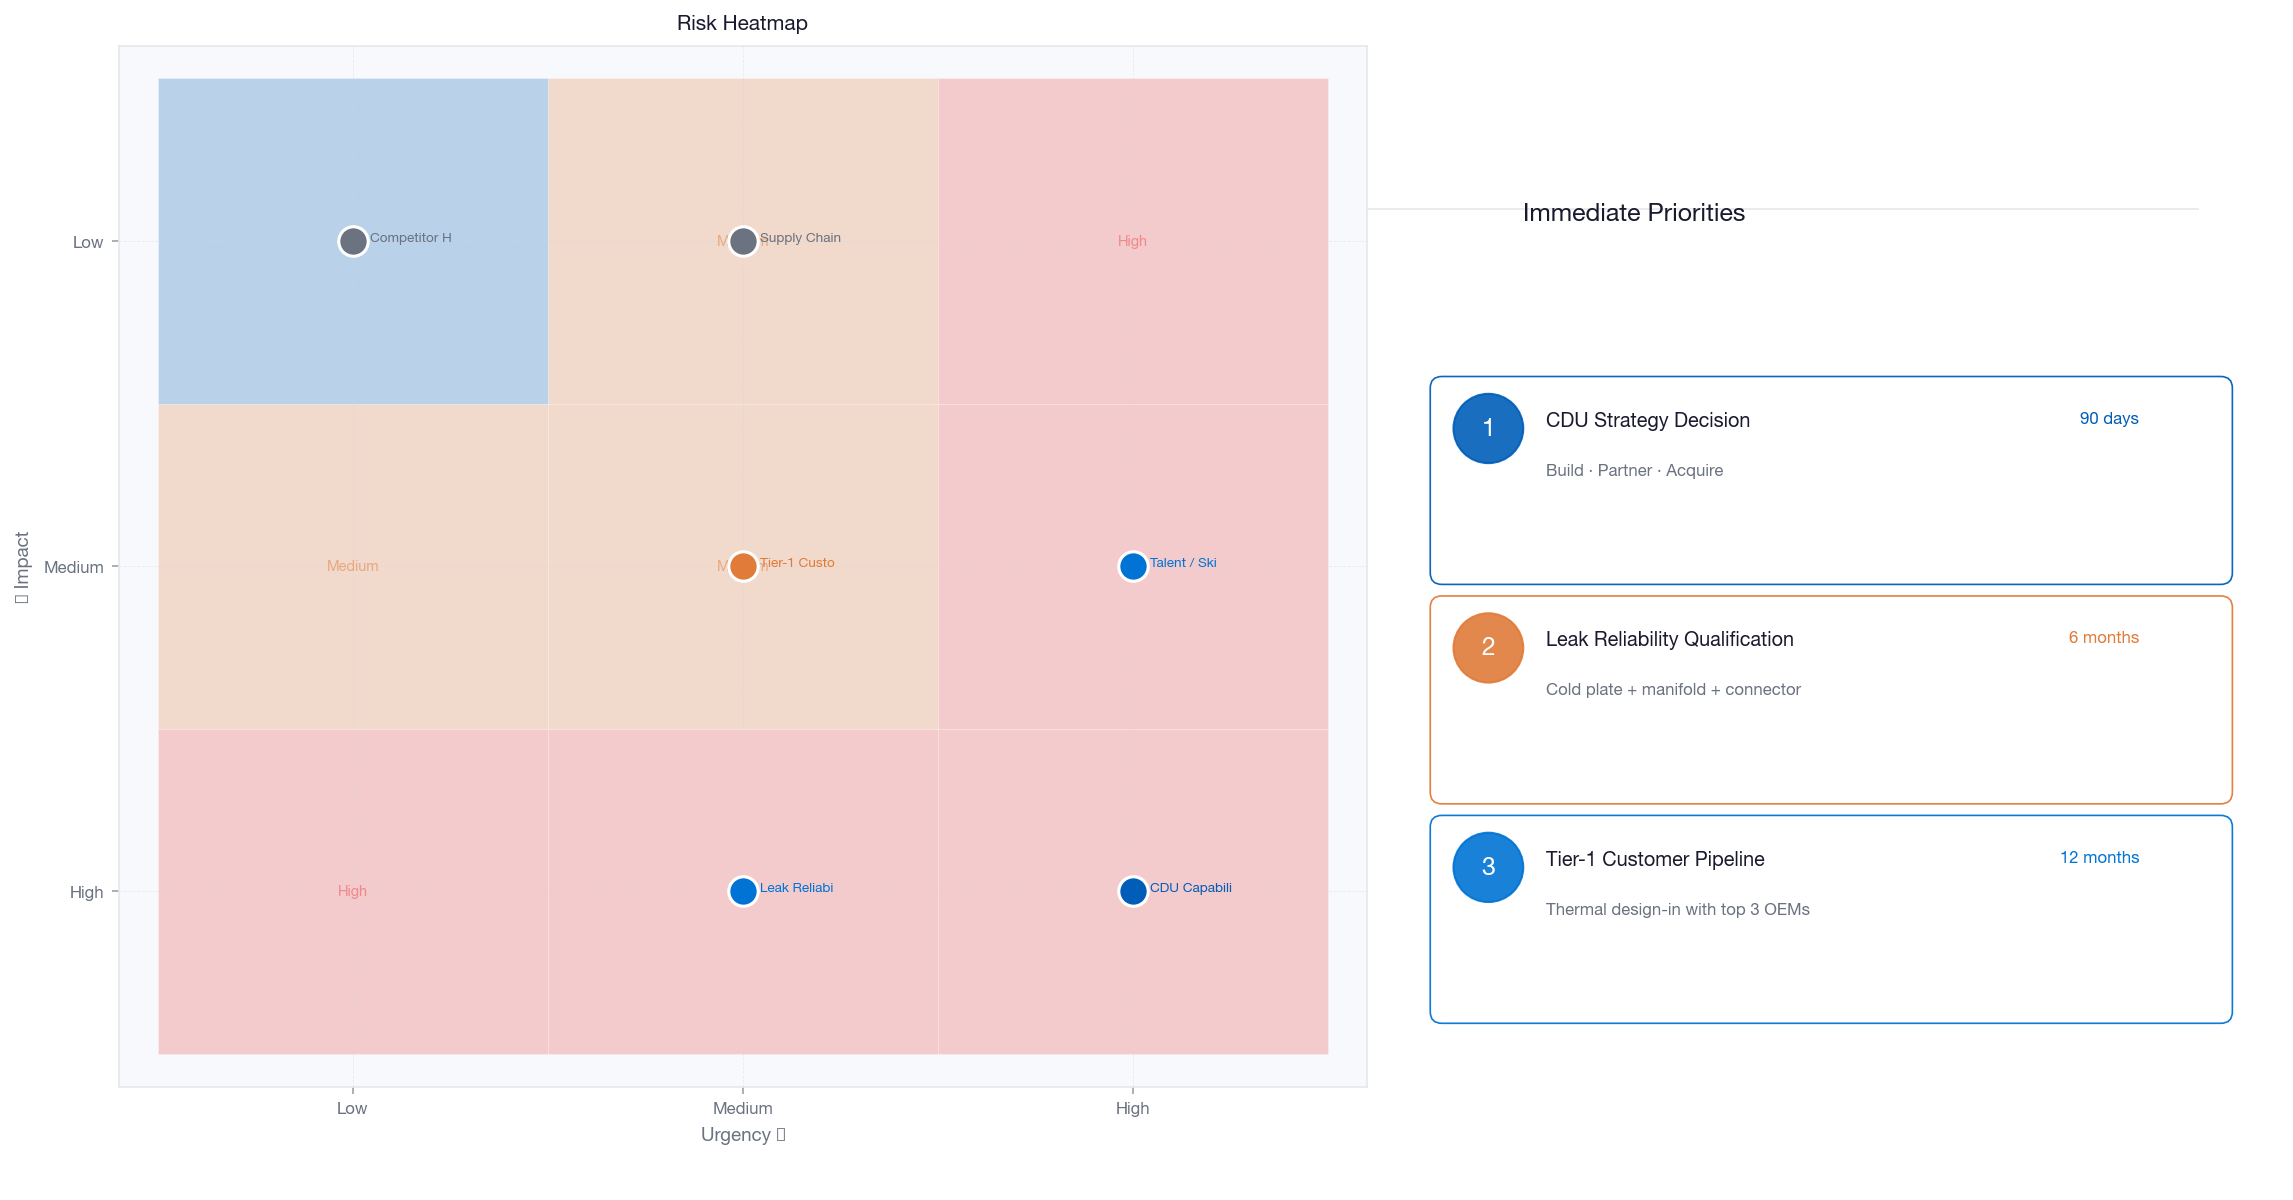 Risk Heatmap
Low
Competitor H
Supply Chain
High
Impact
Medium
Medium
Tier-1 Custo
Talent / Ski
High
High
Leak Reliabi
CDU Capabili
Low
Medium
High
Urgency
Immediate Priorities
1
CDU Strategy Decision
90 days
Build · Partner · Acquire
2
Leak Reliability Qualification
6 months
Cold plate + manifold + connector
3
Tier-1 Customer Pipeline
12 months
Thermal design-in with top 3 OEMs